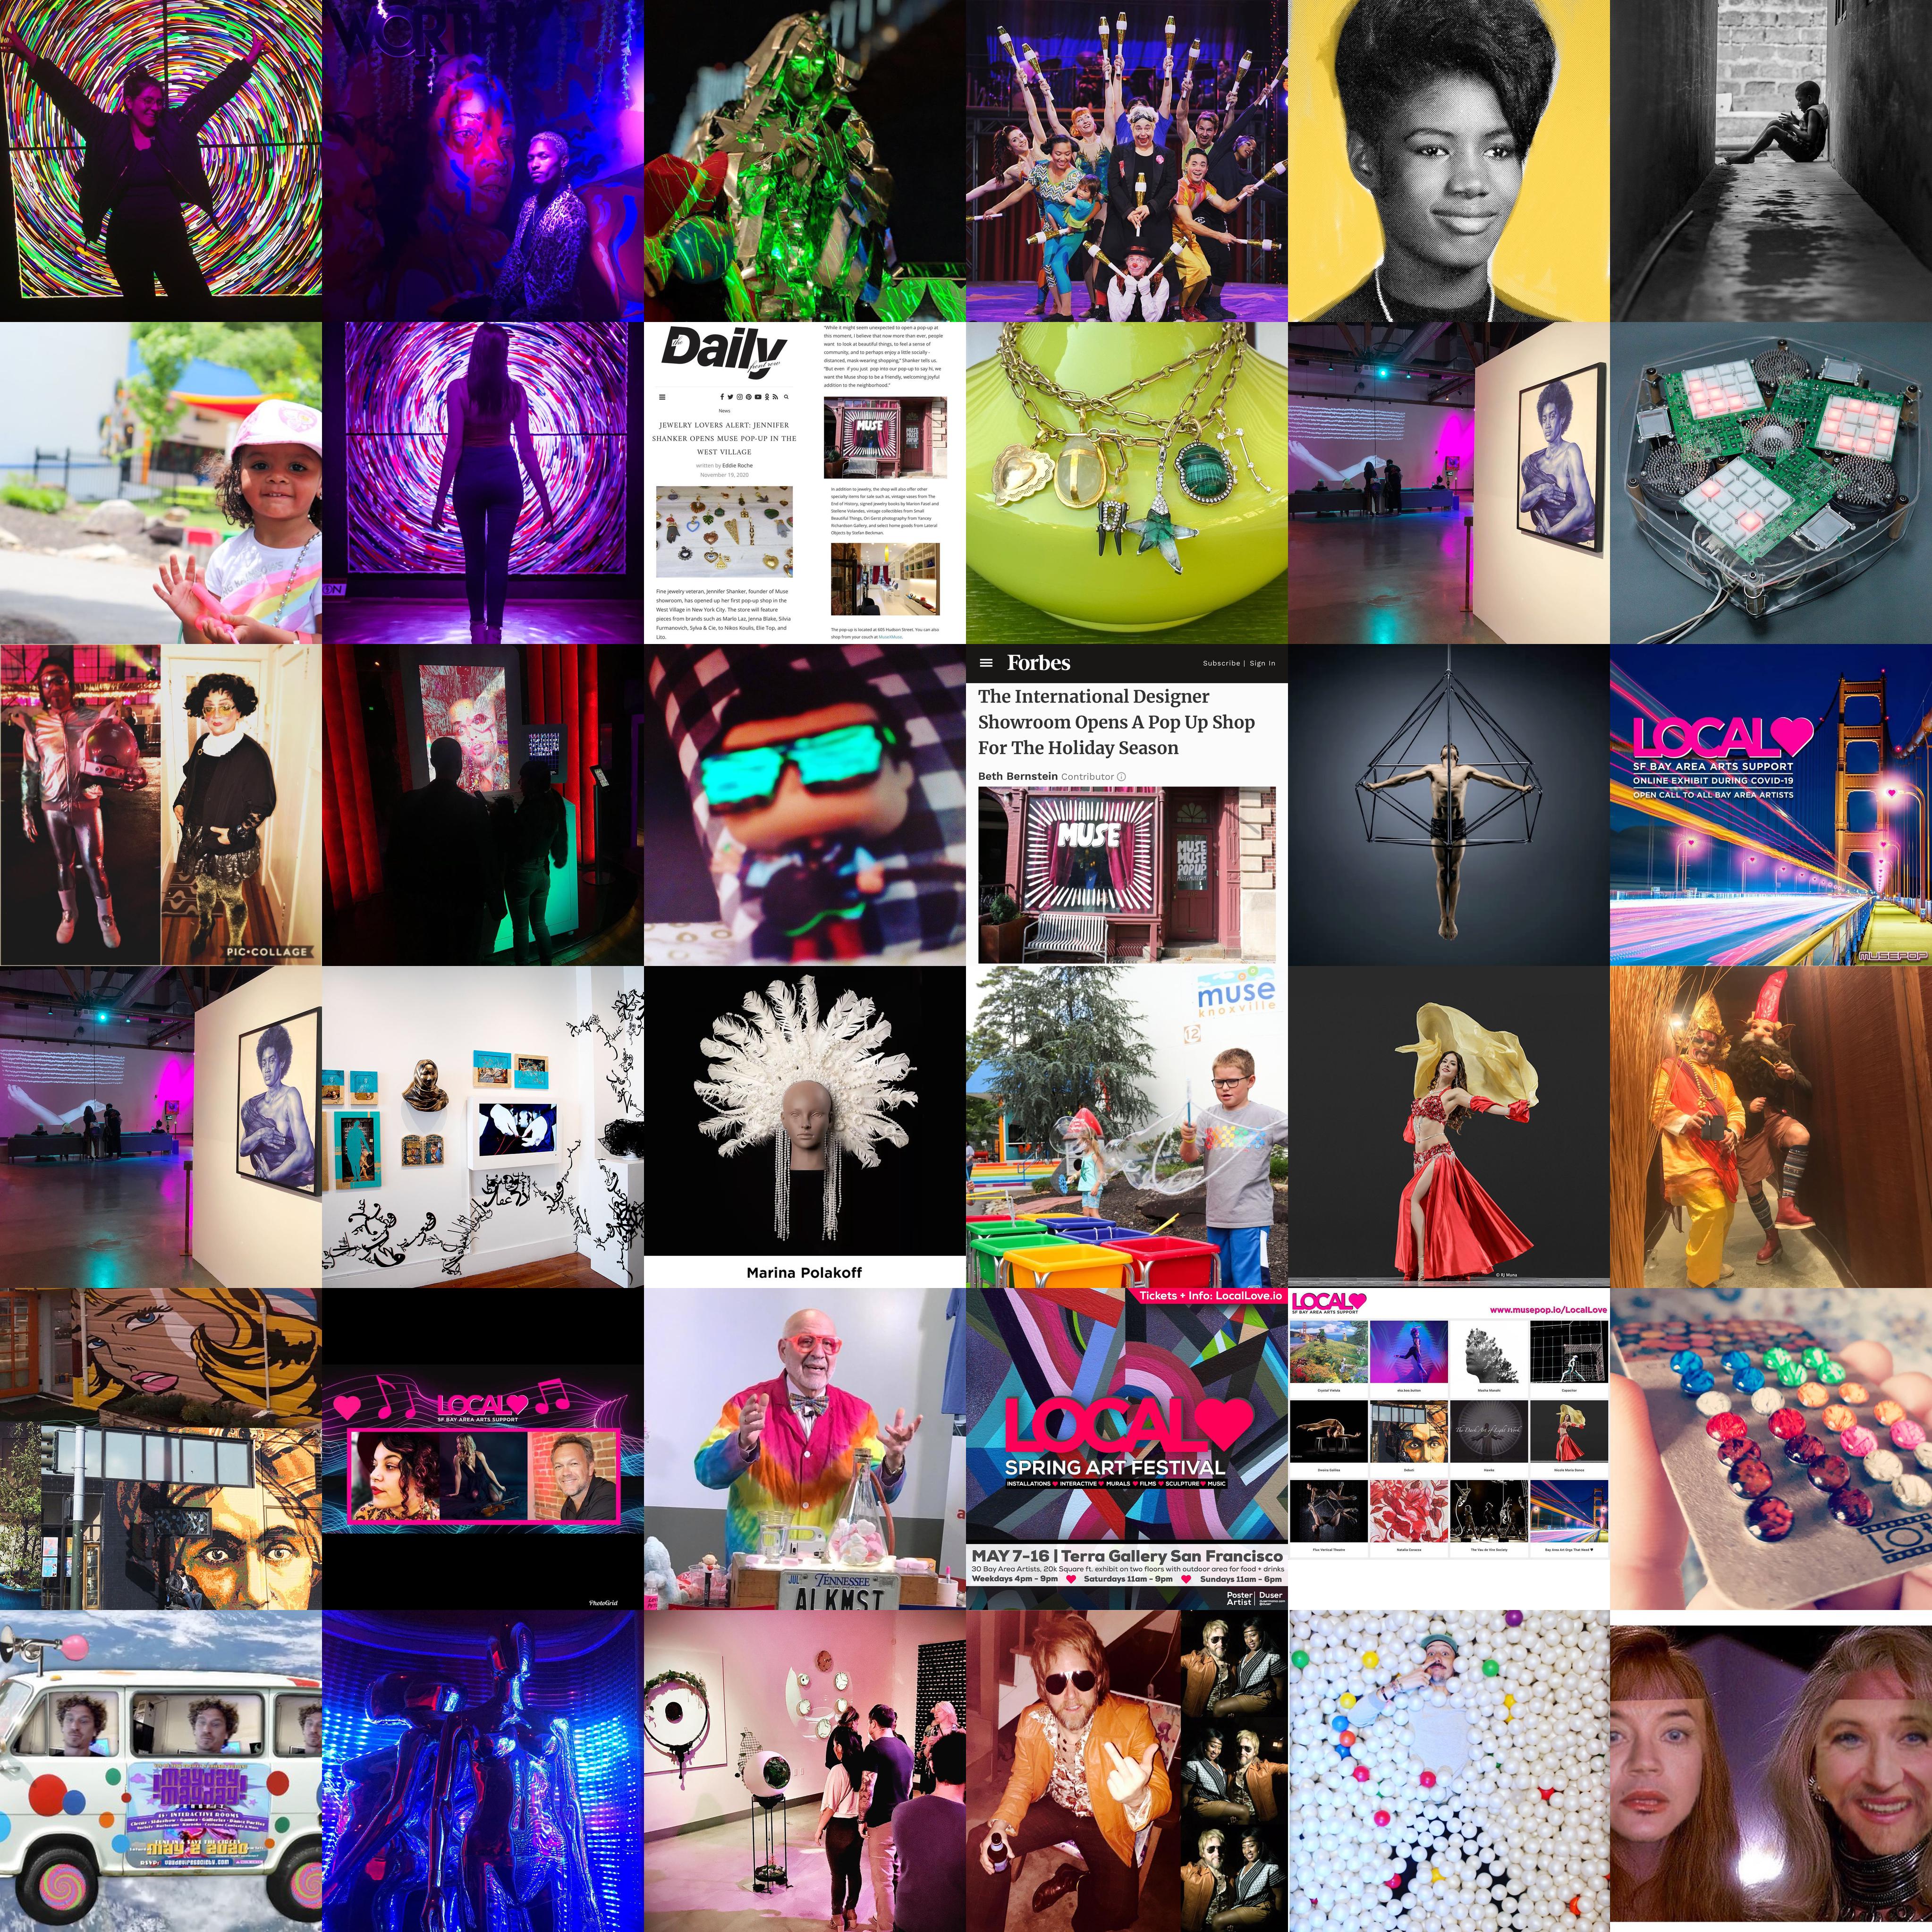 WORTH
the
Daily
front row
News
JEWELRY LOVERS ALERT: JENNIFER
SHANKER OPENS MUSE POP-UP IN THE
WEST VILLAGE
written by Eddie Roche
November 19, 2020
Fine jewelry veteran, Jennifer Shanker, founder of Muse
showroom, has opened up her first pop-up shop in the
West Village in New York City. The store will feature
pieces from brands such as Marlo Laz, Jenna Blake, Silvia
Furmanovich, Sylva & Cie, to Nikos Koulis, Elie Top, and
Lito.
"While it might seem unexpected to open a pop-up at
this moment, I believe that now more than ever, people
want to look at beautiful things, to feel a sense of
community, and to perhaps enjoy a little socially -
distanced, mask-wearing shopping," Shanker tells us.
"But even if you just pop into our pop-up to say hi, we
want the Muse shop to be a friendly, welcoming joyful
addition to the neighborhood."
MUSE
In addition to jewelry, the shop will also offer other
specialty items for sale such as, vintage vases from The
End of History, signed jewelry books by Marion Fasel and
Stellene Volandes, vintage collectibles from Small
Beautiful Things, Ori Gerst photography from Yancey
Richardson Gallery, and select home goods from Lateral
Objects by Stefan Beckman.
The pop-up is located at 605 Hudson Street. You can also
shop from your couch at MuseXMuse.
PIC•COLLAGE
Forbes
Subscribe | Sign In
The International Designer
Showroom Opens A Pop Up Shop
For The Holiday Season
Beth Bernstein Contributor
MUSE
MUSE
MUSE
POPUP
LOCAL
SF BAY AREA ARTS SUPPORT
ONLINE EXHIBIT DURING COVID-19
OPEN CALL TO ALL BAY AREA ARTISTS
MUSEPOP
Marina Polakoff
muse
knoxville
12
© RJ Muna
LOCAL
SF BAY AREA ARTS SUPPORT
PhotoGrid
JUL
TENNESSEE
ALKMST
Tickets + Info: LocalLove.io
LOCAL
SPRING ART FESTIVAL
INSTALLATIONS INTERACTIVE MURALS FILMS SCULPTURE MUSIC
MAY 7-16 | Terra Gallery San Francisco
30 Bay Area Artists, 20k Square ft. exhibit on two floors with outdoor area for food + drinks
Weekdays 4pm - 9pm Saturdays 11am - 9pm Sundays 11am - 6pm
Poster Artist
Duser
LOCAL
SF BAY AREA ARTS SUPPORT
www.musepop.io/LocalLove
The Dark Art of Light Work
mayday
mayday
15+ INTERACTIVE ROOMS
MAY 2 2020